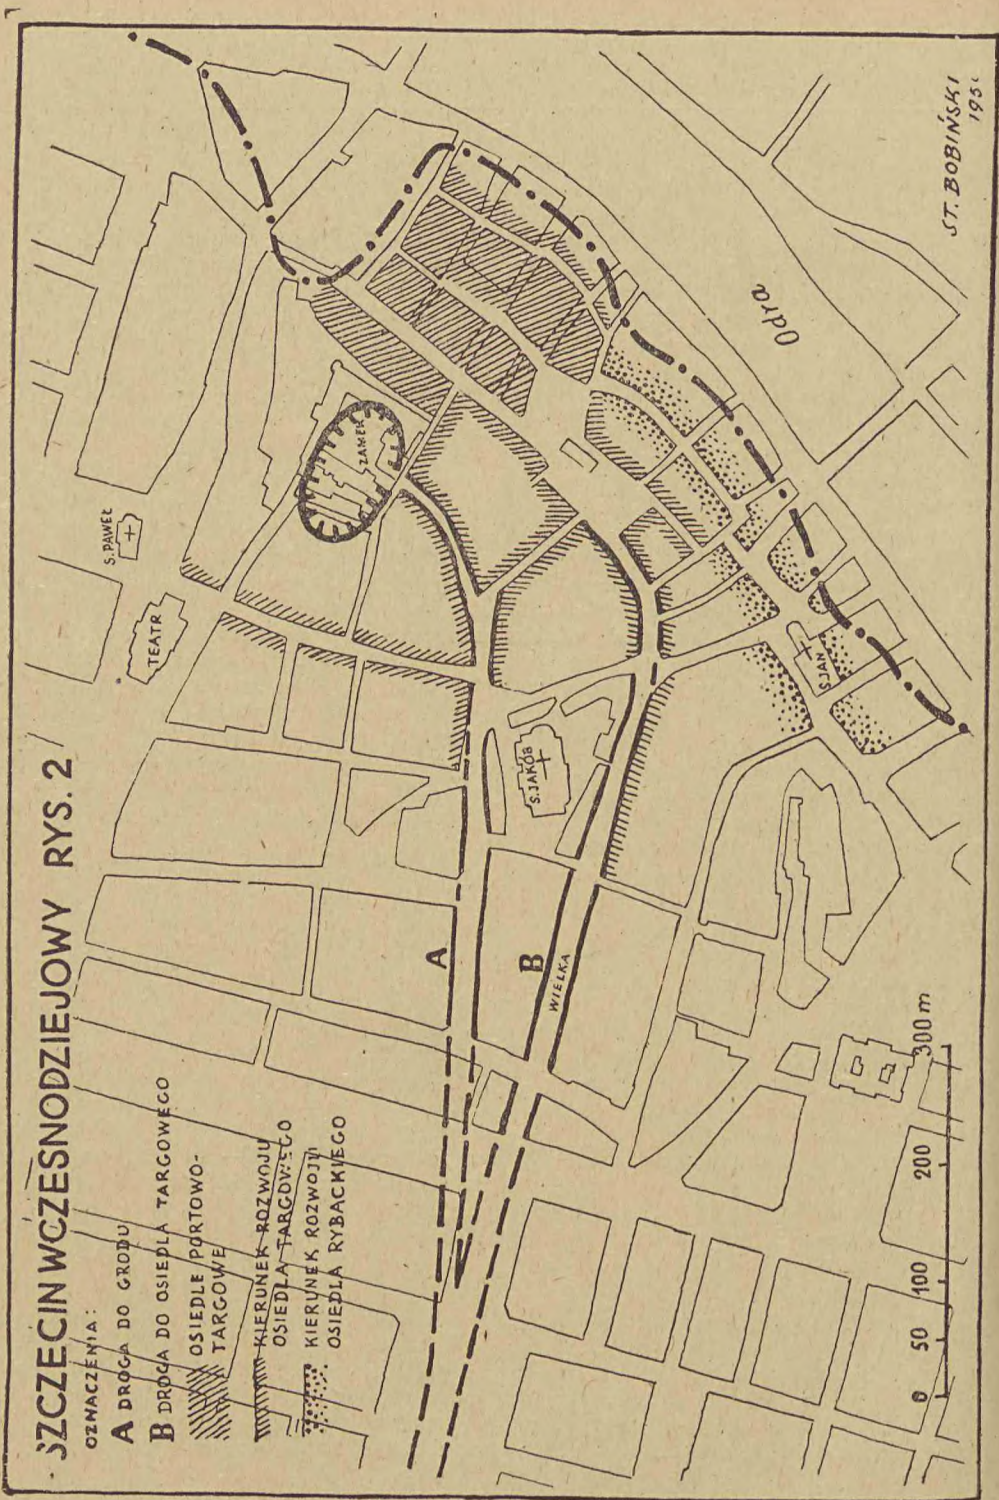 SZCZECIN WCZESNODZIEJOWY RYS. 2
OZNACZENIA:
A DROGA DO GRODU
B DROGA DO OSIEDLA TARGOWEGO
OSIEDLE PORTOWO-
TARGOWE
KIERUNEK ROZWOJU
OSIEDLA TARGOWEGO
KIERUNEK ROZWOJU
OSIEDLA RYBACKIEGO
S.PAWEŁ
TEATR
ZAMEK
S.JAKÓB
S.JAN
A
B
WIELKA
Odra
0 50 100 200 300 m
ST. BOBIŃSKI